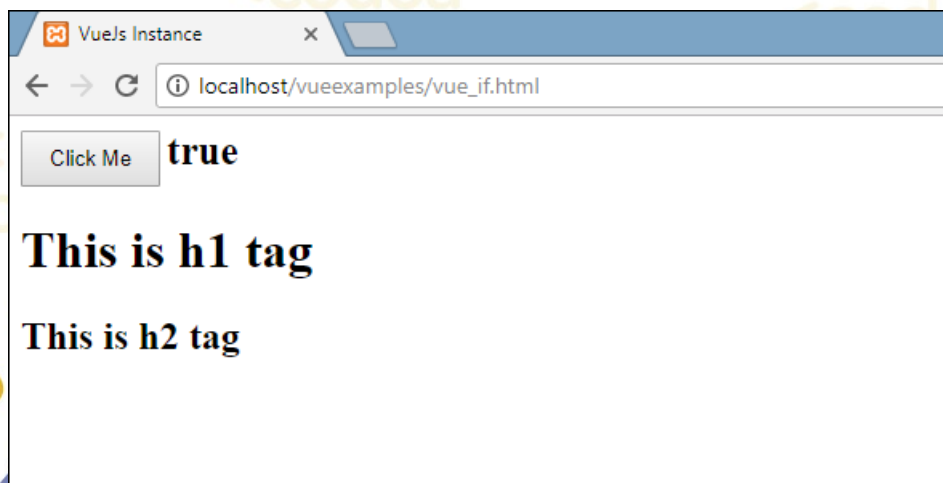 VueJs Instance
localhost/vueexamples/vue_if.html
Click Me true
This is h1 tag
This is h2 tag